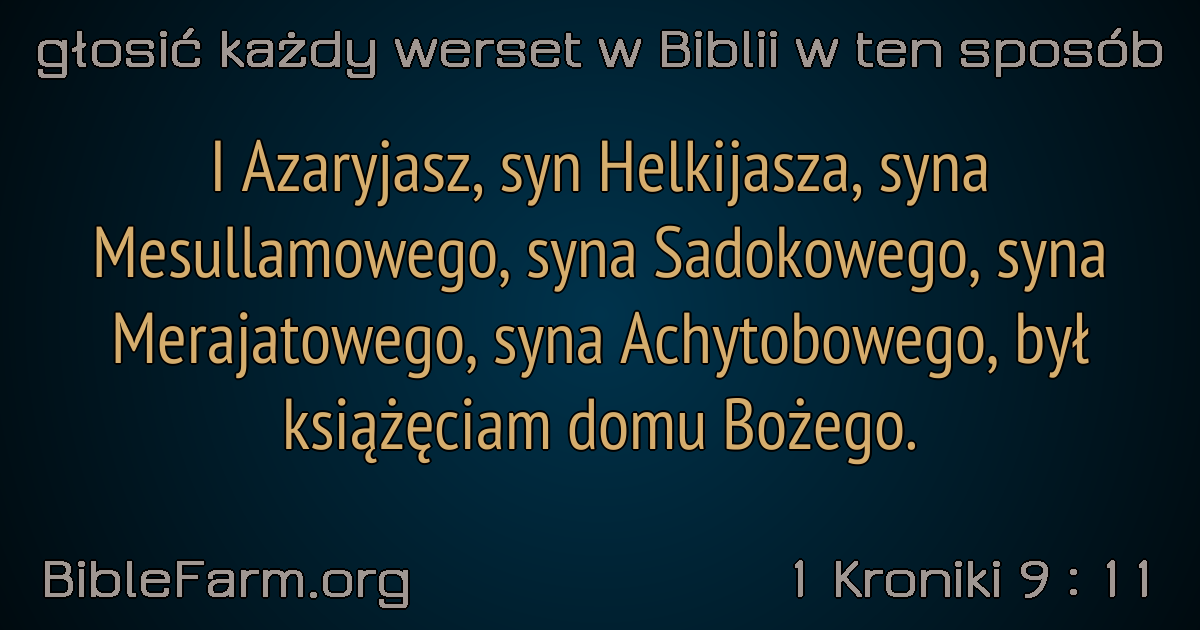 głosić każdy werset w Biblii w ten sposób
I Azaryjasz, syn Helkijasza, syna
Mesullamowego, syna Sadokowego, syna
Merajatowego, syna Achytobowego, był
książęciam domu Bożego.
BibleFarm.org
1 Kroniki 9 : 11